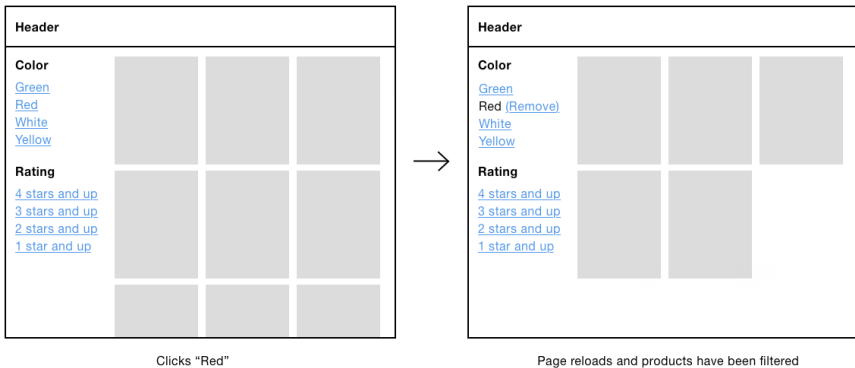 Header
Color
Green
Red
White
Yellow
Rating
4 stars and up
3 stars and up
2 stars and up
1 star and up
Clicks “Red”
Header
Color
Green
Red (Remove)
White
Yellow
Rating
4 stars and up
3 stars and up
2 stars and up
1 star and up
Page reloads and products have been filtered